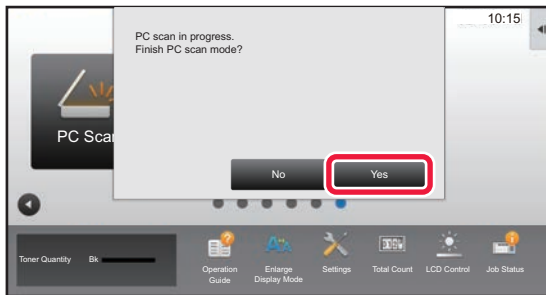 10:15
PC scan in progress.
Finish PC scan mode?
PC Sca
No
Yes
Toner Quantity
Bk
Operation
Guide
Enlarge
Display Mode
Settings
Total Count
LCD Control
Job Status